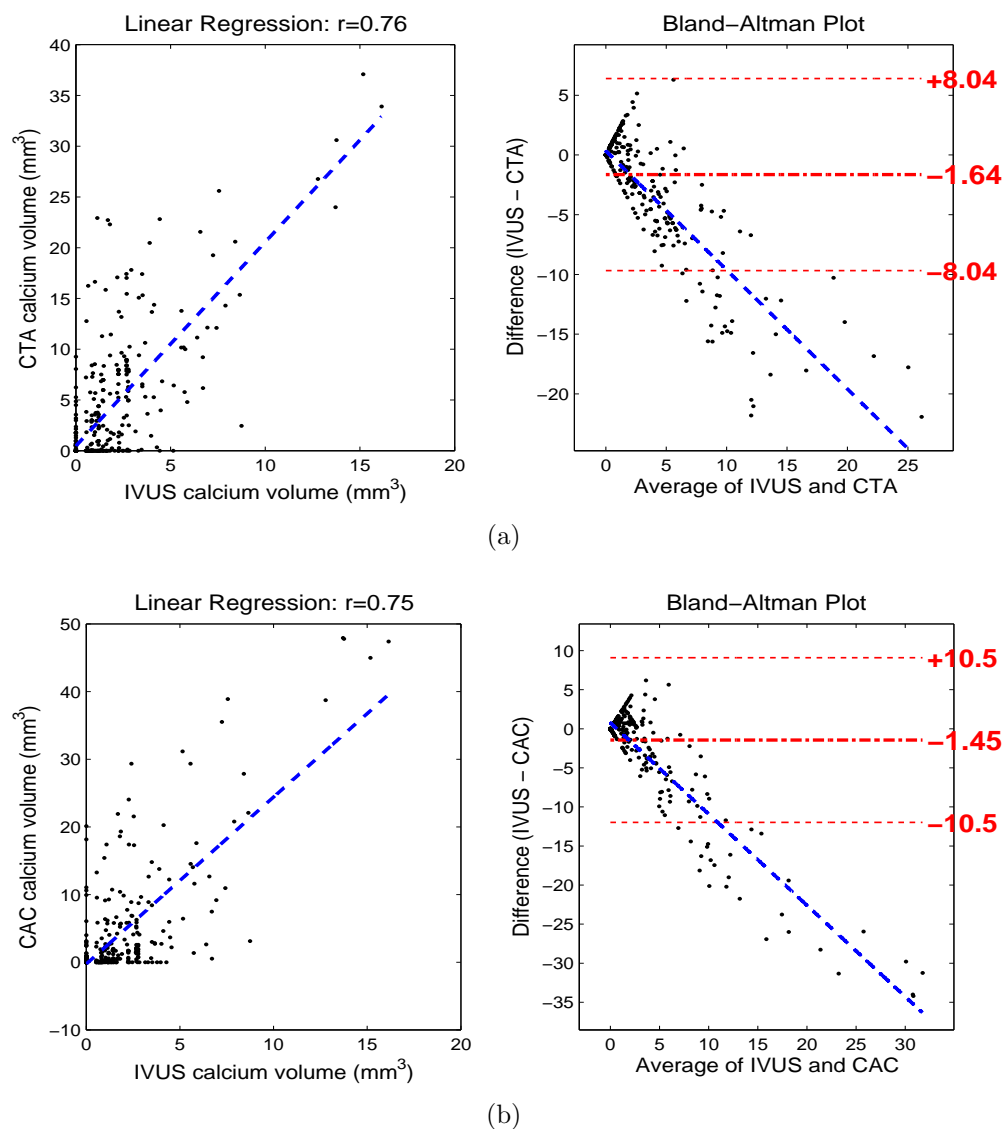 Linear Regression: r=0.76
40
35
30
25
20
15
10
5
0
0 5 10 15 20
CTA calcium volume (mm³)
IVUS calcium volume (mm³)
Bland−Altman Plot
5
0
−5
−10
−15
−20
0 5 10 15 20 25
Difference (IVUS − CTA)
Average of IVUS and CTA
+8.04
−1.64
−8.04
(a)
Linear Regression: r=0.75
50
40
30
20
10
0
−10
0 5 10 15 20
CAC calcium volume (mm³)
IVUS calcium volume (mm³)
Bland−Altman Plot
10
5
0
−5
−10
−15
−20
−25
−30
−35
0 5 10 15 20 25 30
Difference (IVUS − CAC)
Average of IVUS and CAC
+10.5
−1.45
−10.5
(b)